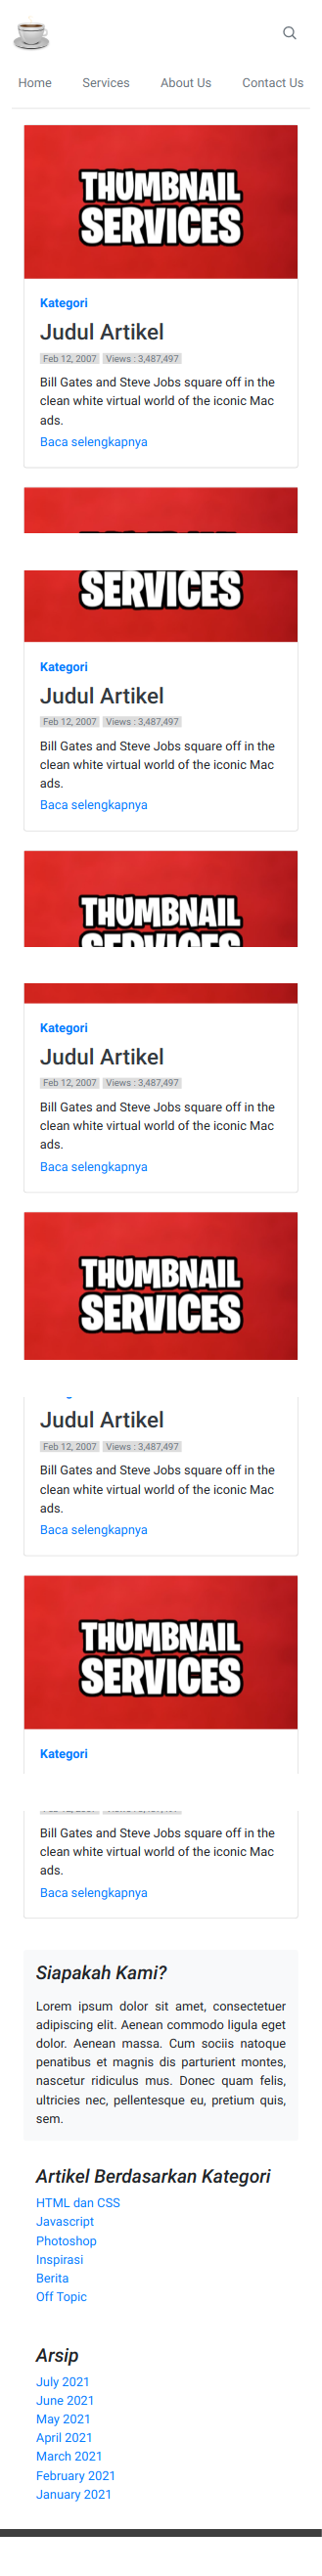 Home Services About Us Contact Us
THUMBNAIL
SERVICES
Kategori
Judul Artikel
Feb 12, 2007 Views : 3,487,497
Bill Gates and Steve Jobs square off in the
clean white virtual world of the iconic Mac
ads.
Baca selengkapnya
SERVICES
Kategori
Judul Artikel
Feb 12, 2007 Views : 3,487,497
Bill Gates and Steve Jobs square off in the
clean white virtual world of the iconic Mac
ads.
Baca selengkapnya
THUMBNAIL
SERVICES
Kategori
Judul Artikel
Feb 12, 2007 Views : 3,487,497
Bill Gates and Steve Jobs square off in the
clean white virtual world of the iconic Mac
ads.
Baca selengkapnya
THUMBNAIL
SERVICES
Judul Artikel
Feb 12, 2007 Views : 3,487,497
Bill Gates and Steve Jobs square off in the
clean white virtual world of the iconic Mac
ads.
Baca selengkapnya
THUMBNAIL
SERVICES
Kategori
Bill Gates and Steve Jobs square off in the
clean white virtual world of the iconic Mac
ads.
Baca selengkapnya
Siapakah Kami?
Lorem ipsum dolor sit amet, consectetuer
adipiscing elit. Aenean commodo ligula eget
dolor. Aenean massa. Cum sociis natoque
penatibus et magnis dis parturient montes,
nascetur ridiculus mus. Donec quam felis,
ultricies nec, pellentesque eu, pretium quis,
sem.
Artikel Berdasarkan Kategori
HTML dan CSS
Javascript
Photoshop
Inspirasi
Berita
Off Topic
Arsip
July 2021
June 2021
May 2021
April 2021
March 2021
February 2021
January 2021